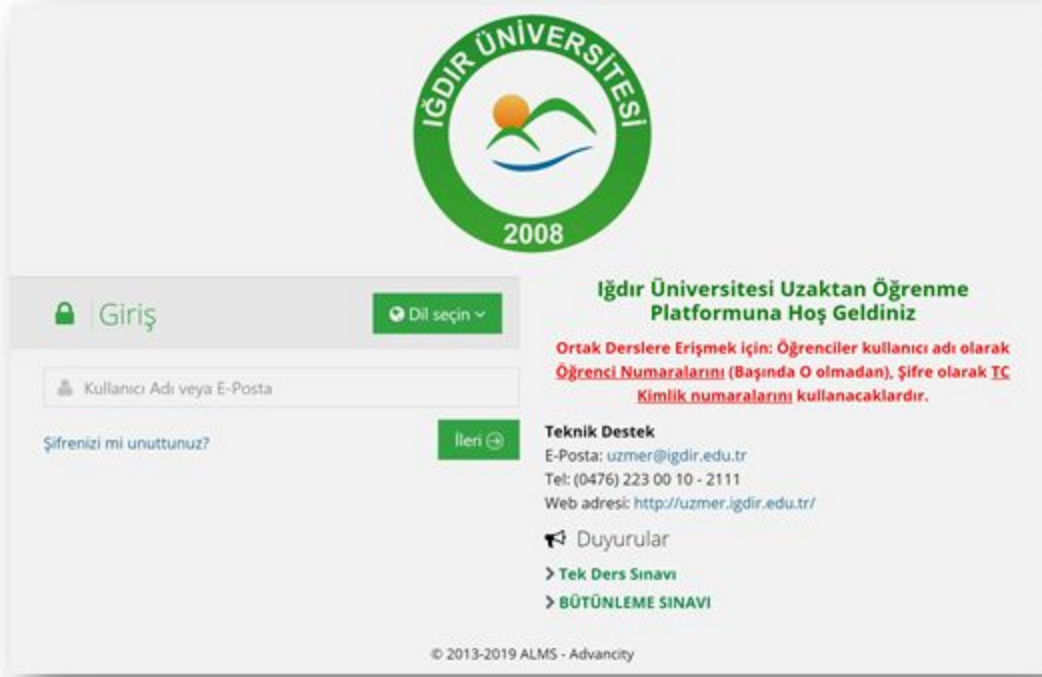 IĞDIR ÜNİVERSİTESİ
2008
Giriş
Dil seçin
Kullanıcı Adı veya E-Posta
Şifrenizi mi unuttunuz?
İleri
Iğdır Üniversitesi Uzaktan Öğrenme
Platformuna Hoş Geldiniz
Ortak Derslere Erişmek için: Öğrenciler kullanıcı adı olarak
Öğrenci Numaralarını (Başında O olmadan), Şifre olarak TC
Kimlik numaralarını kullanacaklardır.
Teknik Destek
E-Posta: uzmer@igdir.edu.tr
Tel: (0476) 223 00 10 - 2111
Web adresi: http://uzmer.igdir.edu.tr/
Duyurular
Tek Ders Sınavı
BÜTÜNLEME SINAVI
© 2013-2019 ALMS - Advancity